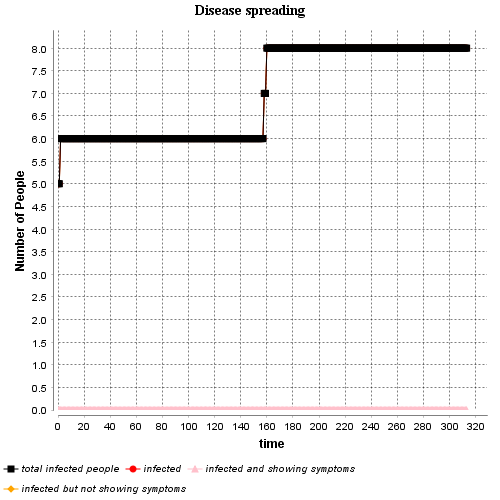 Disease spreading
8.0
7.5
7.0
6.5
6.0
5.5
5.0
4.5
4.0
3.5
3.0
2.5
2.0
1.5
1.0
0.5
0.0
Number of People
0 20 40 60 80 100 120 140 160 180 200 220 240 260 280 300 320
time
total infected people infected infected and showing symptoms
infected but not showing symptoms